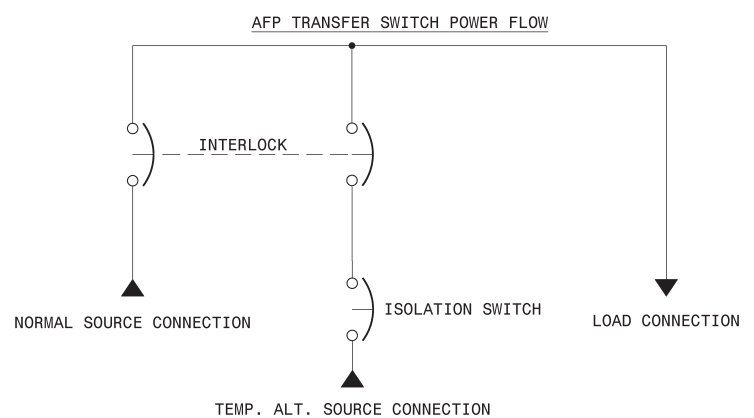 AFP TRANSFER SWITCH POWER FLOW
INTERLOCK
ISOLATION SWITCH
NORMAL SOURCE CONNECTION
LOAD CONNECTION
TEMP. ALT. SOURCE CONNECTION